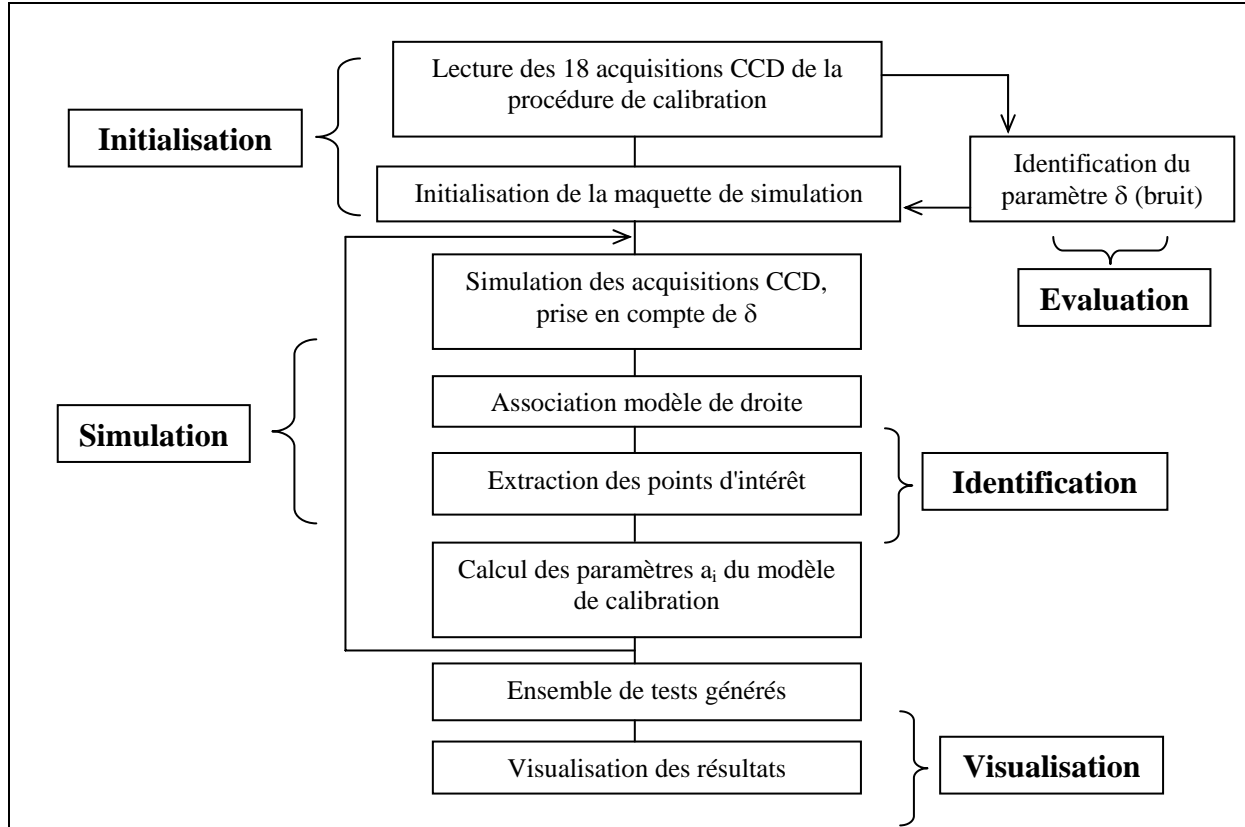 Lecture des 18 acquisitions CCD de la
procédure de calibration
Initialisation
Identification du
paramètre δ (bruit)
Initialisation de la maquette de simulation
Simulation des acquisitions CCD,
prise en compte de δ
Evaluation
Association modèle de droite
Simulation
Extraction des points d'intérêt
Identification
Calcul des paramètres aᵢ du modèle
de calibration
Ensemble de tests générés
Visualisation des résultats
Visualisation